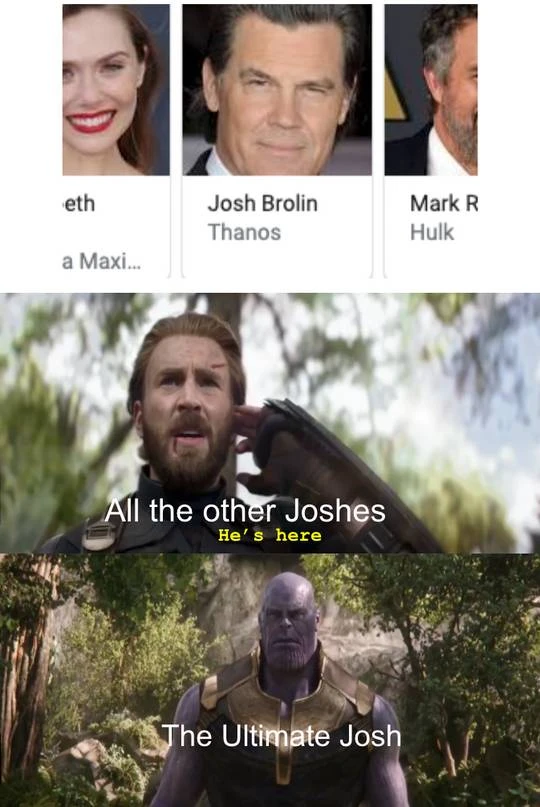 eth
Josh Brolin
Mark R
Thanos
Hulk
a Maxi...
All the other Joshes
He's here
The Ultimate Josh